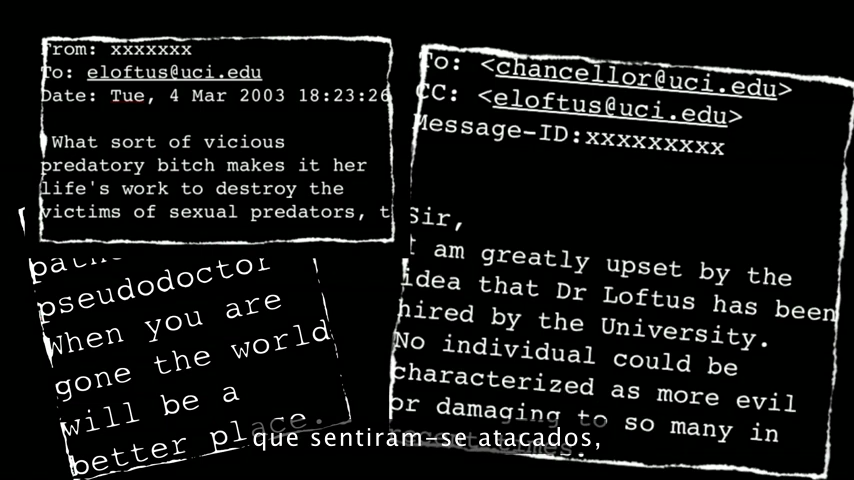 From: xxxxxxx
To: eloftus@uci.edu
Date: Tue, 4 Mar 2003 18:23:26
What sort of vicious
predatory bitch makes it her
life's work to destroy the
victims of sexual predators, t
To: <chancellor@uci.edu>
CC: <eloftus@uci.edu>
Message-ID:xxxxxxxxx
Sir,
I am greatly upset by the
idea that Dr Loftus has been
hired by the University.
No individual could be
characterized as more evil
or damaging to so many in
pseudodoctor
When you are
gone the world
will be a
better place.
que sentiram-se atacados,